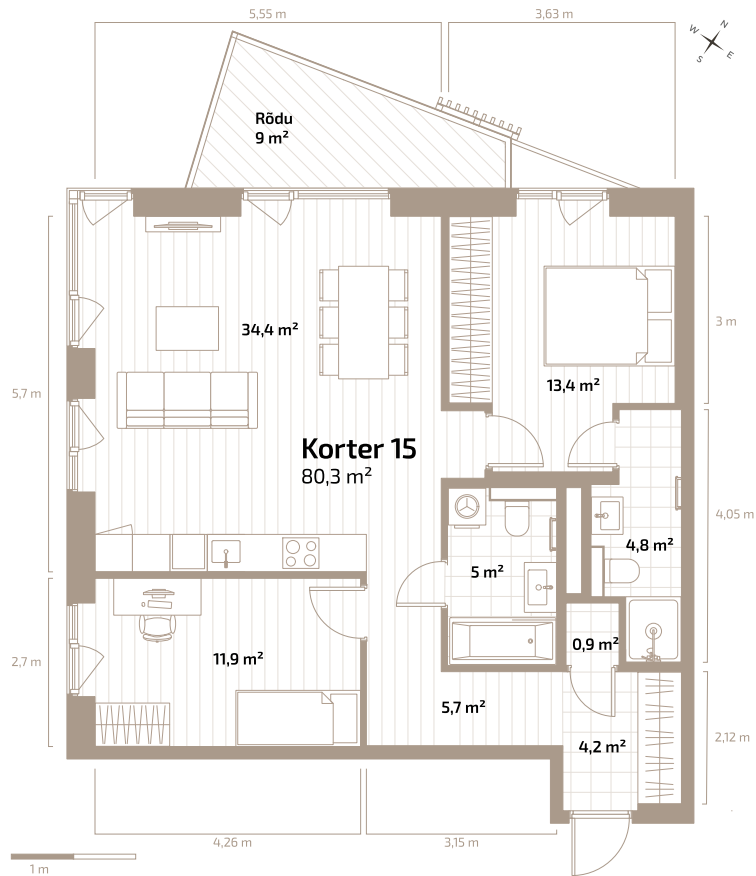 5,55 m
3,63 m
N
W
E
S
Rõdu
9 m²
34,4 m²
3 m
13,4 m²
5,7 m
Korter 15
80,3 m²
4,05 m
4,8 m²
5 m²
0,9 m²
11,9 m²
2,7 m
5,7 m²
4,2 m²
2,12 m
4,26 m
3,15 m
1 m